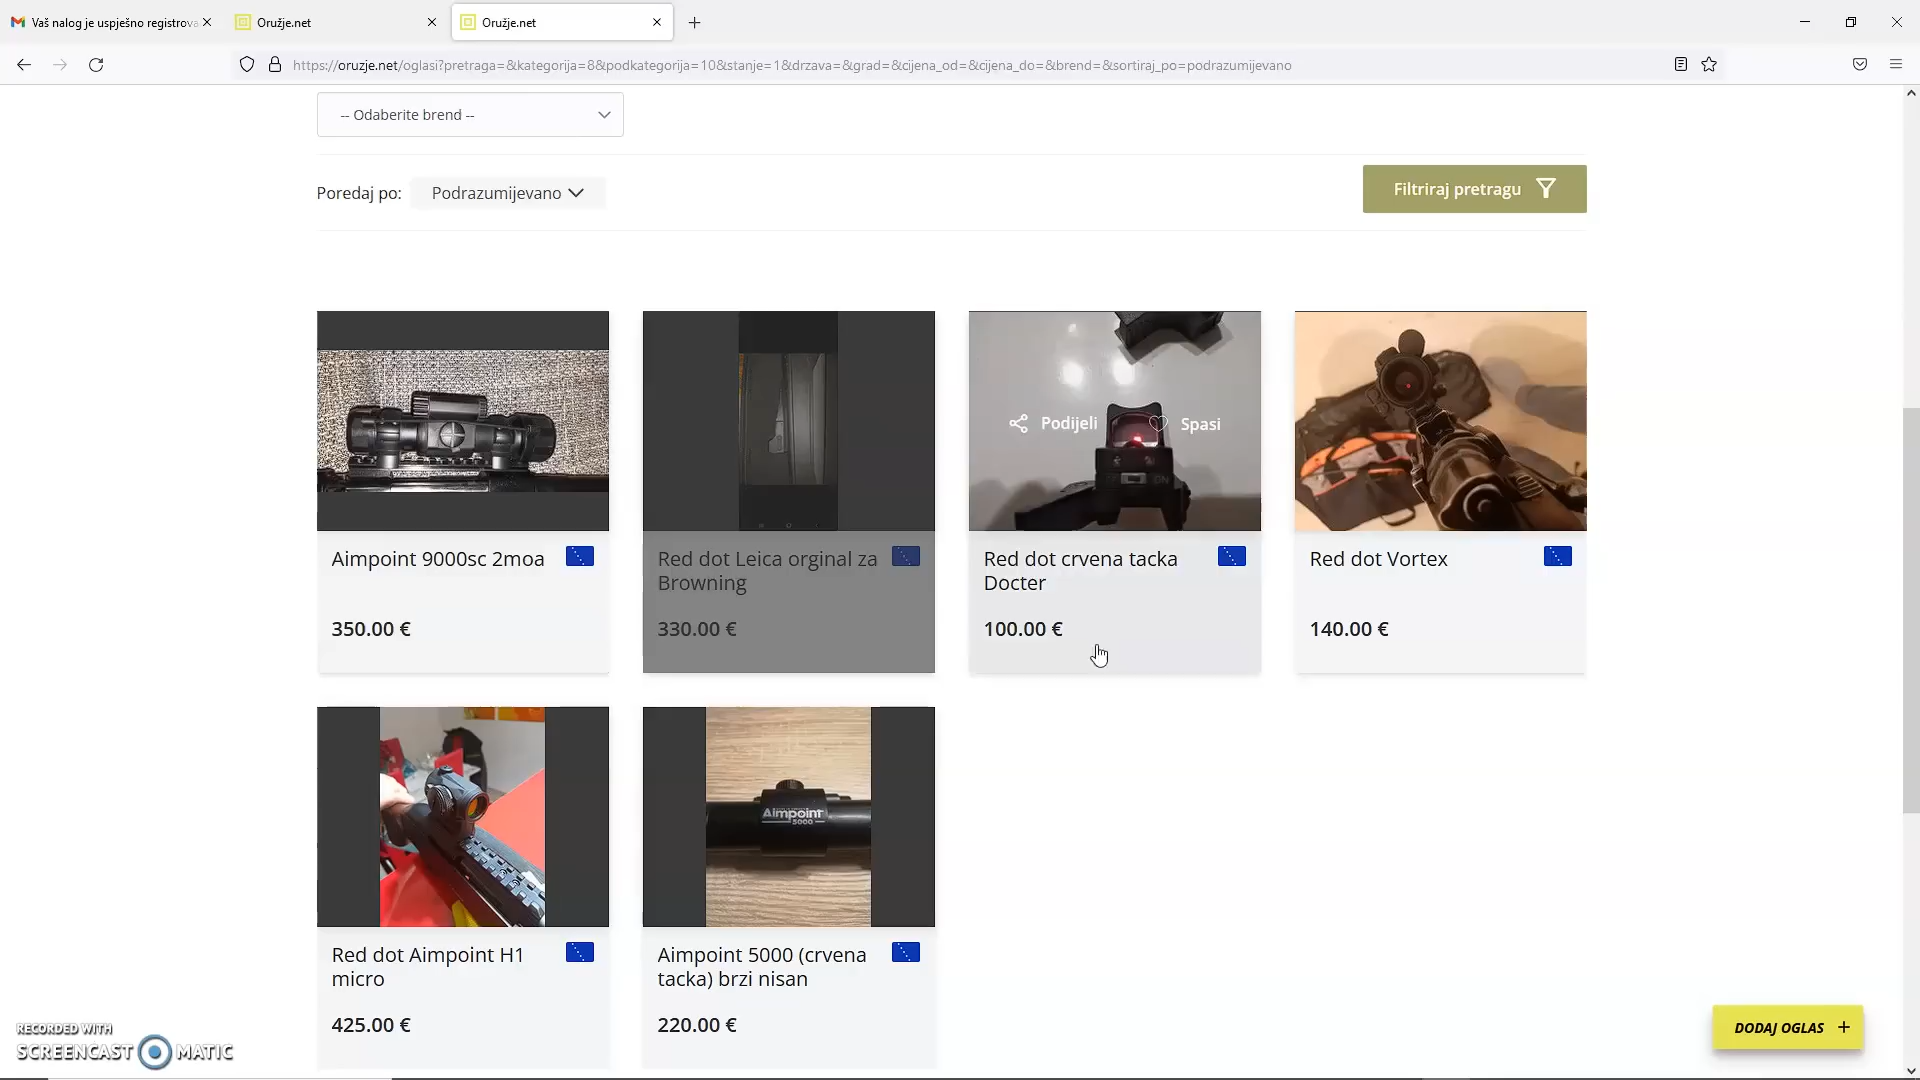 Vaš nalog je uspješno registrova
Oružje.net
Oružje.net
https://oruzje.net/oglasi?pretraga=&kategorija=8&podkategorija=10&stanje=1&drzava=&grad=&cijena_od=&cijena_do=&brend=&sortiraj_po=podrazumijevano
-- Odaberite brend --
Poredaj po:
Podrazumijevano
Filtriraj pretragu
Podijeli
Spasi
Aimpoint 9000sc 2moa
350.00 €
Red dot Leica orginal za
Browning
330.00 €
Red dot crvena tacka
Docter
100.00 €
Red dot Vortex
140.00 €
Aimpoint
5000
Red dot Aimpoint H1
micro
425.00 €
Aimpoint 5000 (crvena
tacka) brzi nisan
220.00 €
DODAJ OGLAS +
RECORDED WITH
SCREENCAST MATIC